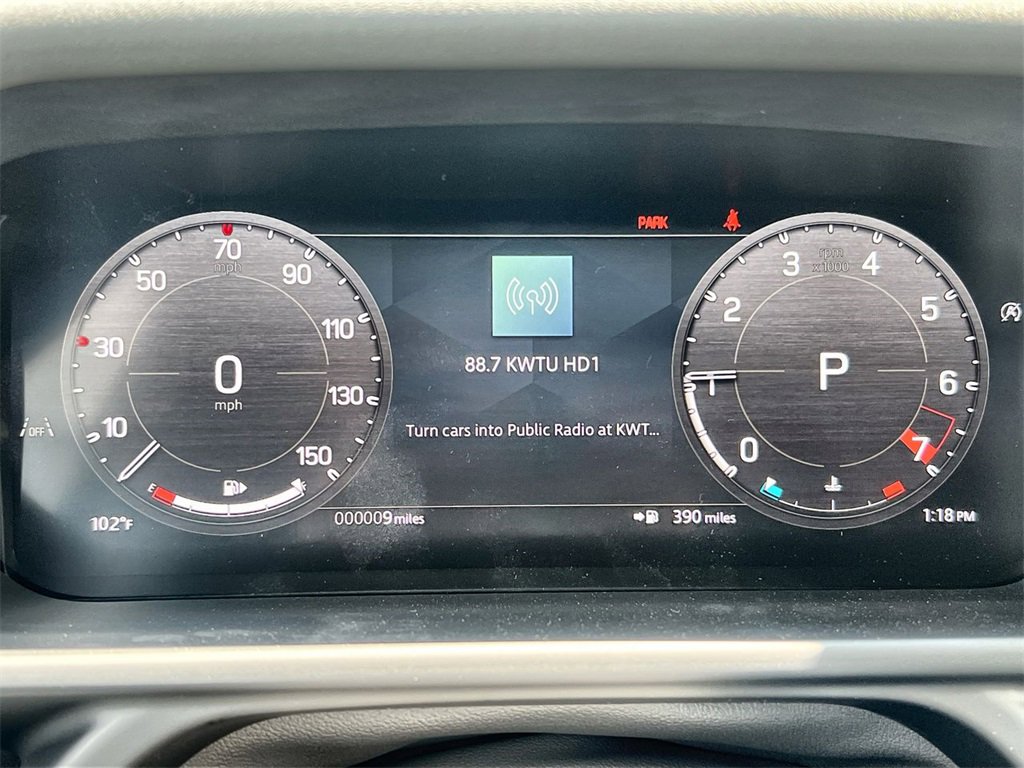 PARK
70
mph
50
90
30
110
0
mph
130
10
150
E
F
102°F
OFF
88.7 KWTU HD1
Turn cars into Public Radio at KWT...
000009 miles
390 miles
rpm
x1000
3
4
2
5
P
1
6
0
7
1:18 PM
A